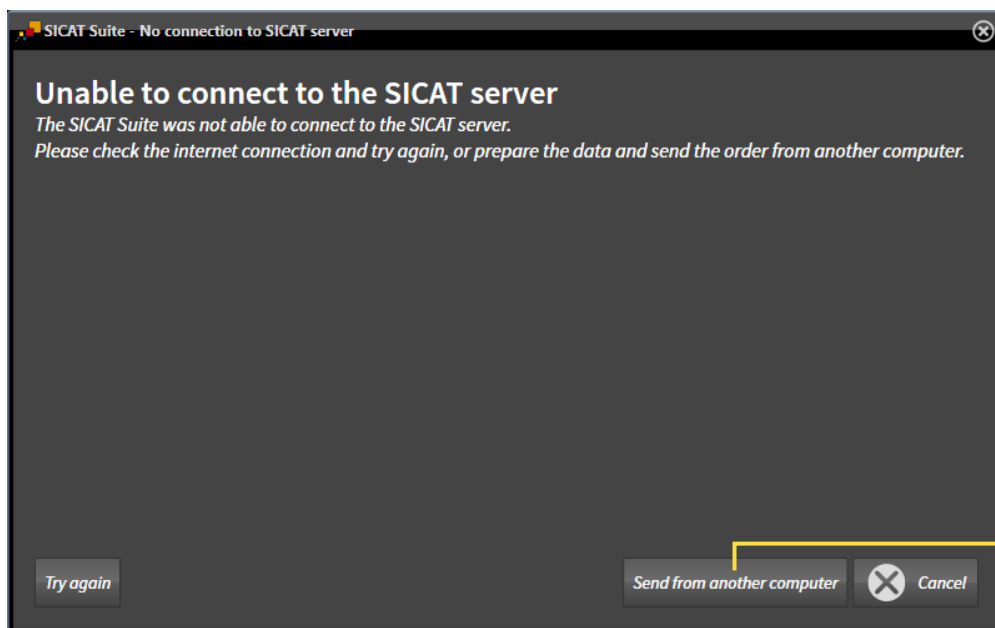 SICAT Suite - No connection to SICAT server
Unable to connect to the SICAT server
The SICAT Suite was not able to connect to the SICAT server.
Please check the internet connection and try again, or prepare the data and send the order from another computer.
Try again
Send from another computer
Cancel